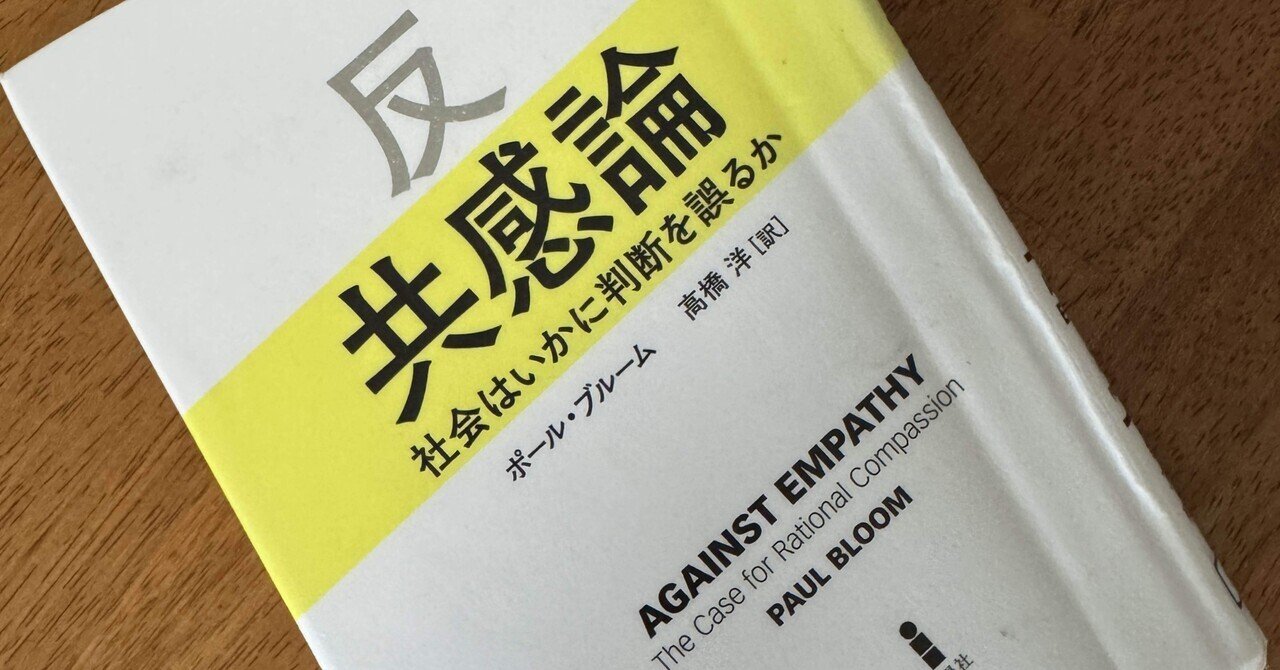 反
共感論
社会はいかに判断を誤るか
ポール・ブルーム 高橋 洋[訳]
AGAINST EMPATHY
The Case for Rational Compassion
PAUL BLOOM